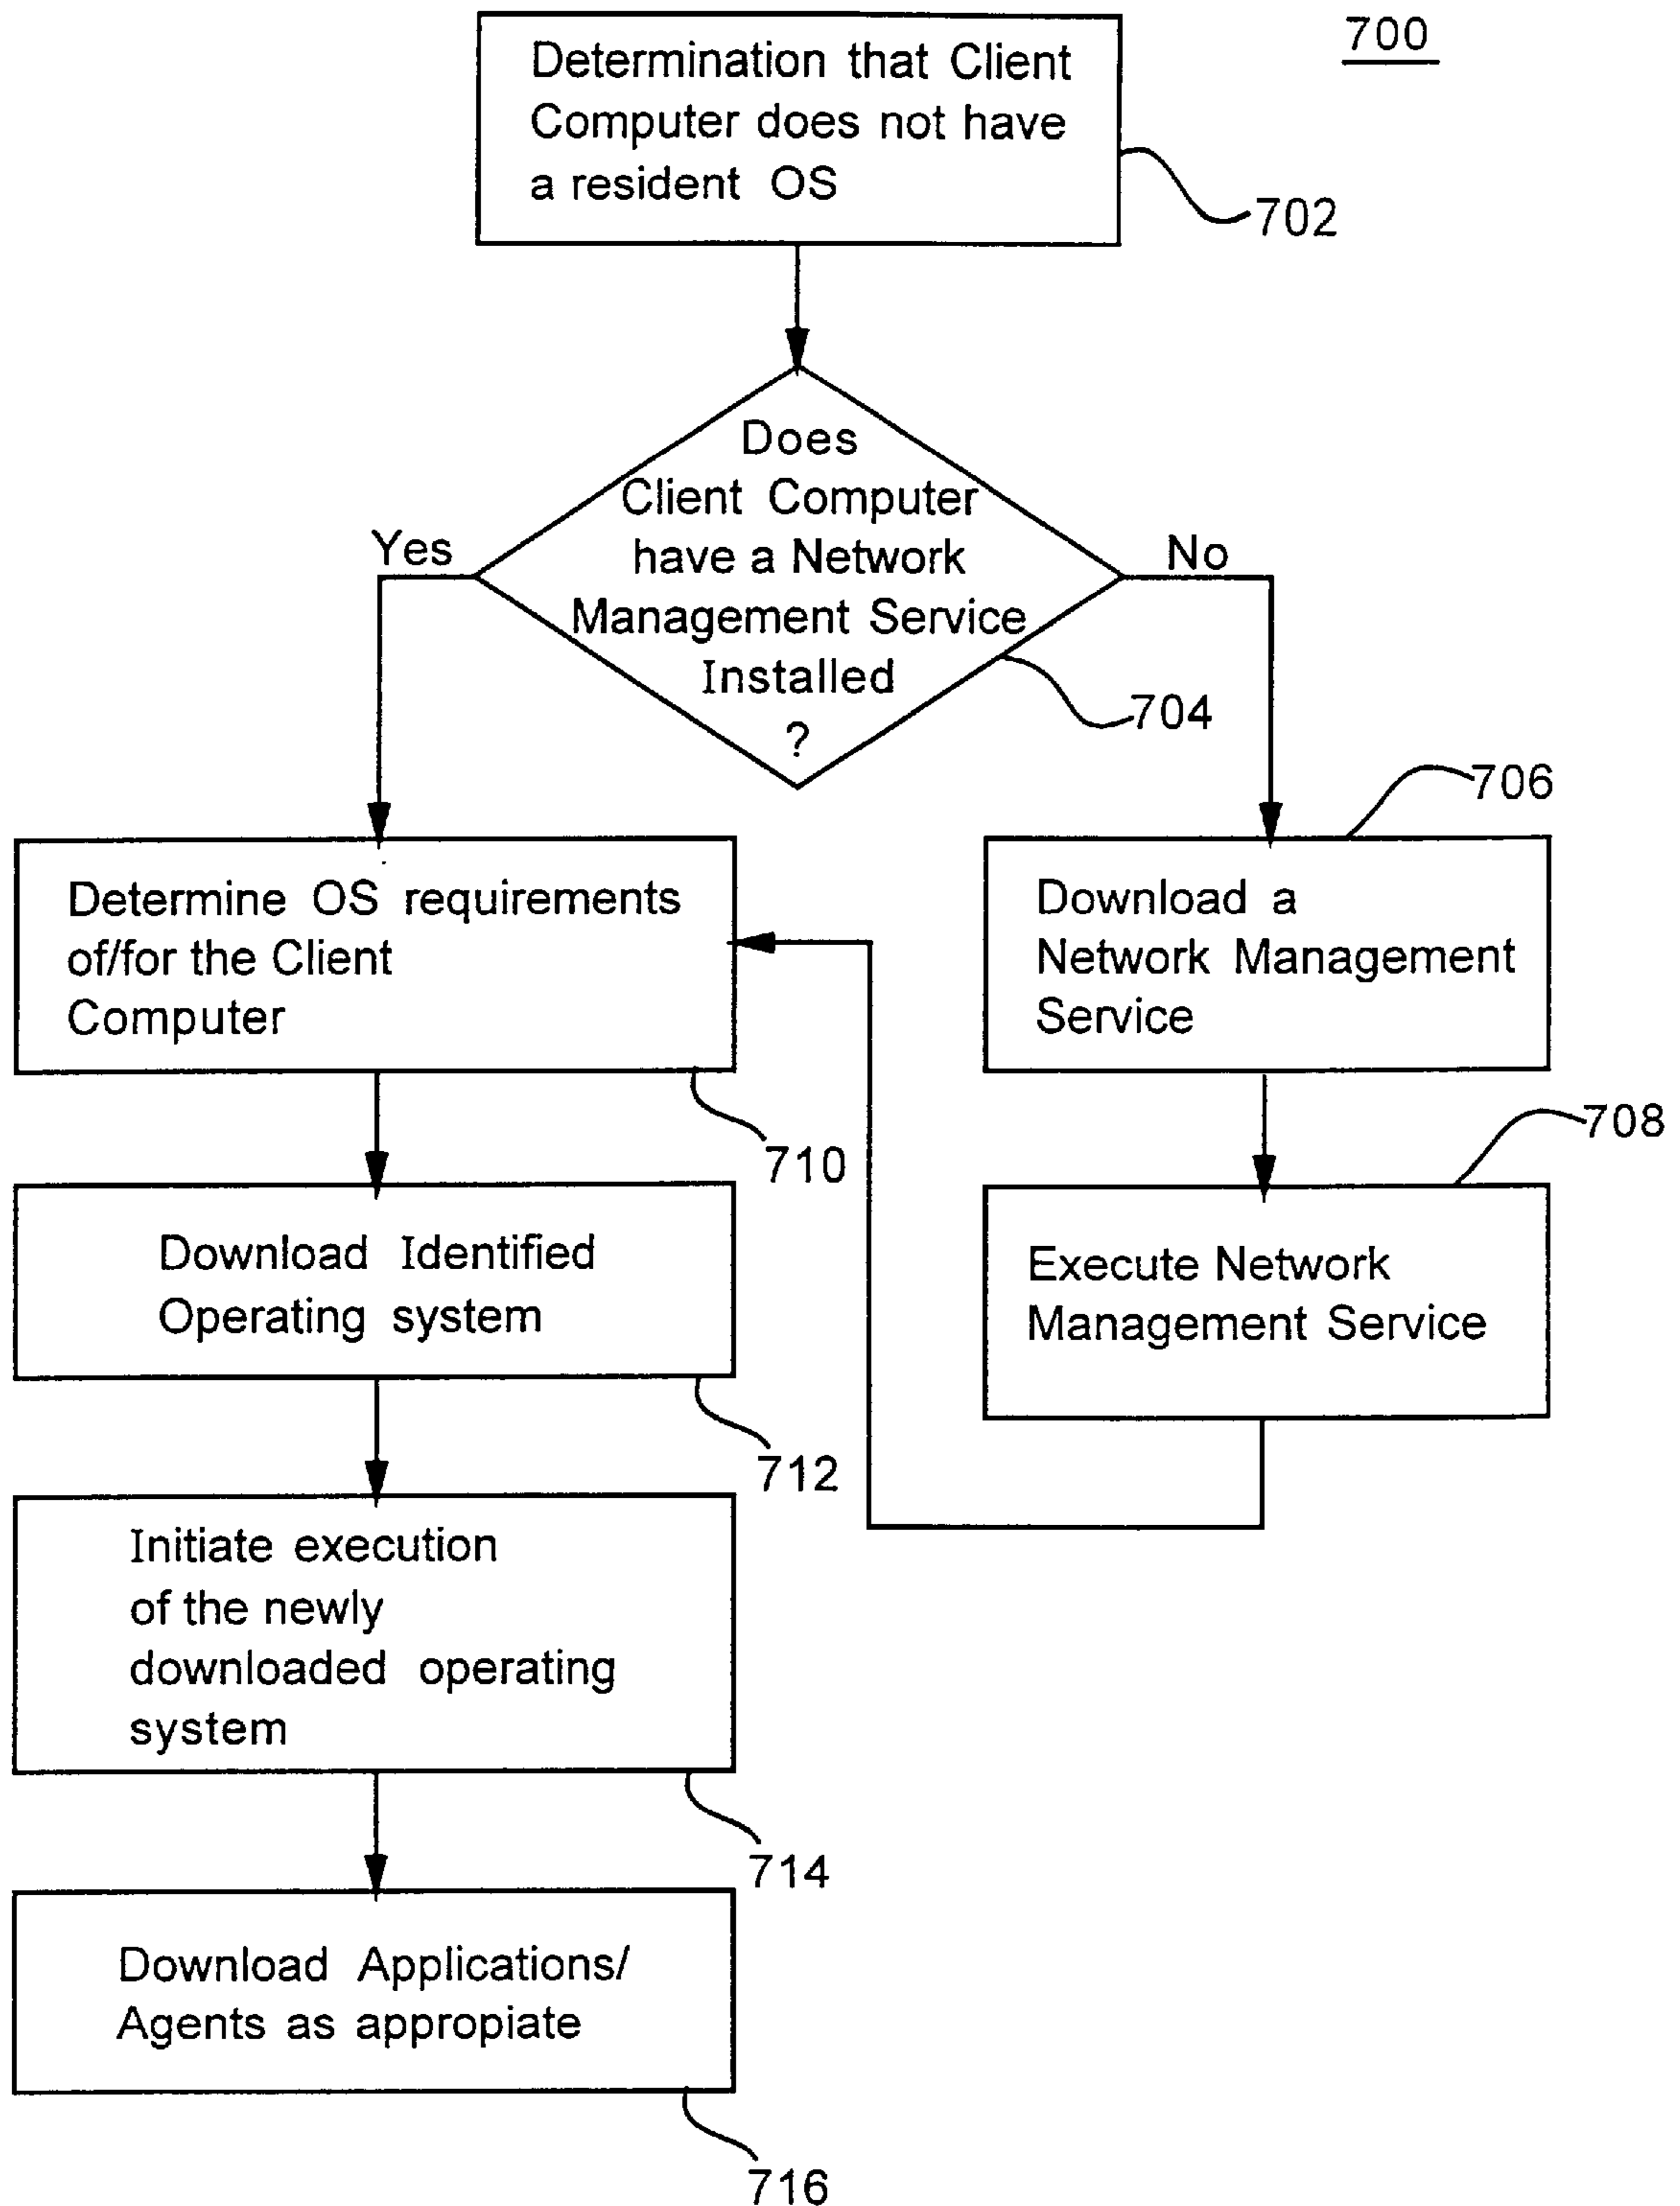 700
Determination that Client
Computer does not have
a resident OS
702
Does
Client Computer
have a Network
Management Service
Installed
?
Yes
No
704
706
Determine OS requirements
of/for the Client
Computer
Download a
Network Management
Service
710
708
Download Identified
Operating system
Execute Network
Management Service
712
Initiate execution
of the newly
downloaded operating
system
714
Download Applications/
Agents as appropiate
716